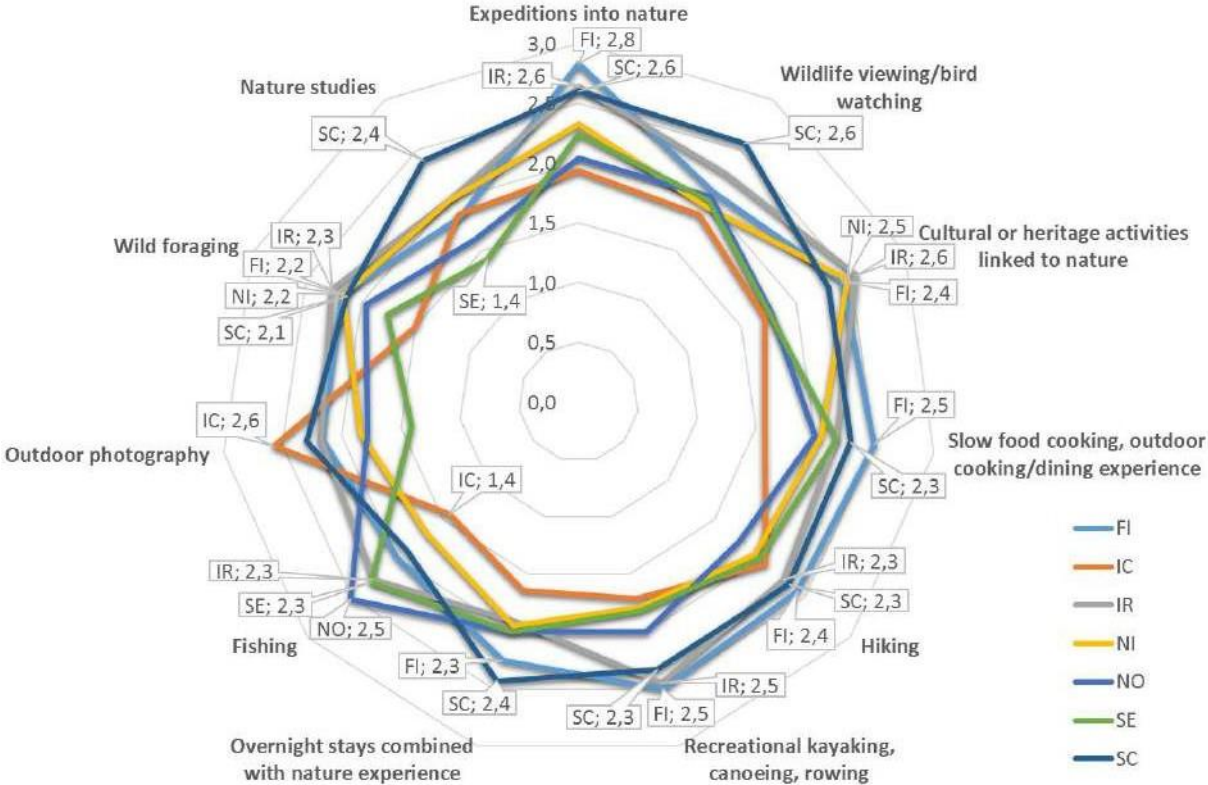 Expeditions into nature
3,0
FI; 2,8
IR; 2,6
SC; 2,6
Nature studies
Wildlife viewing/bird
watching
2,5
SC; 2,4
SC; 2,6
2,0
IR; 2,3
NI; 2,5
Wild foraging
Cultural or heritage activities
linked to nature
FI; 2,2
IR; 2,6
1,5
NI; 2,2
FI; 2,4
SE; 1,4
1,0
SC; 2,1
0,5
0,0
IC; 2,6
FI; 2,5
Outdoor photography
Slow food cooking, outdoor
cooking/dining experience
IC; 1,4
SC; 2,3
FI
IR; 2,3
IR; 2,3
IC
SE; 2,3
SC; 2,3
IR
NO; 2,5
FI; 2,4
Fishing
Hiking
NI
FI; 2,3
IR; 2,5
NO
SC; 2,4
SC; 2,3
FI; 2,5
SE
Overnight stays combined
with nature experience
Recreational kayaking,
canoeing, rowing
SC